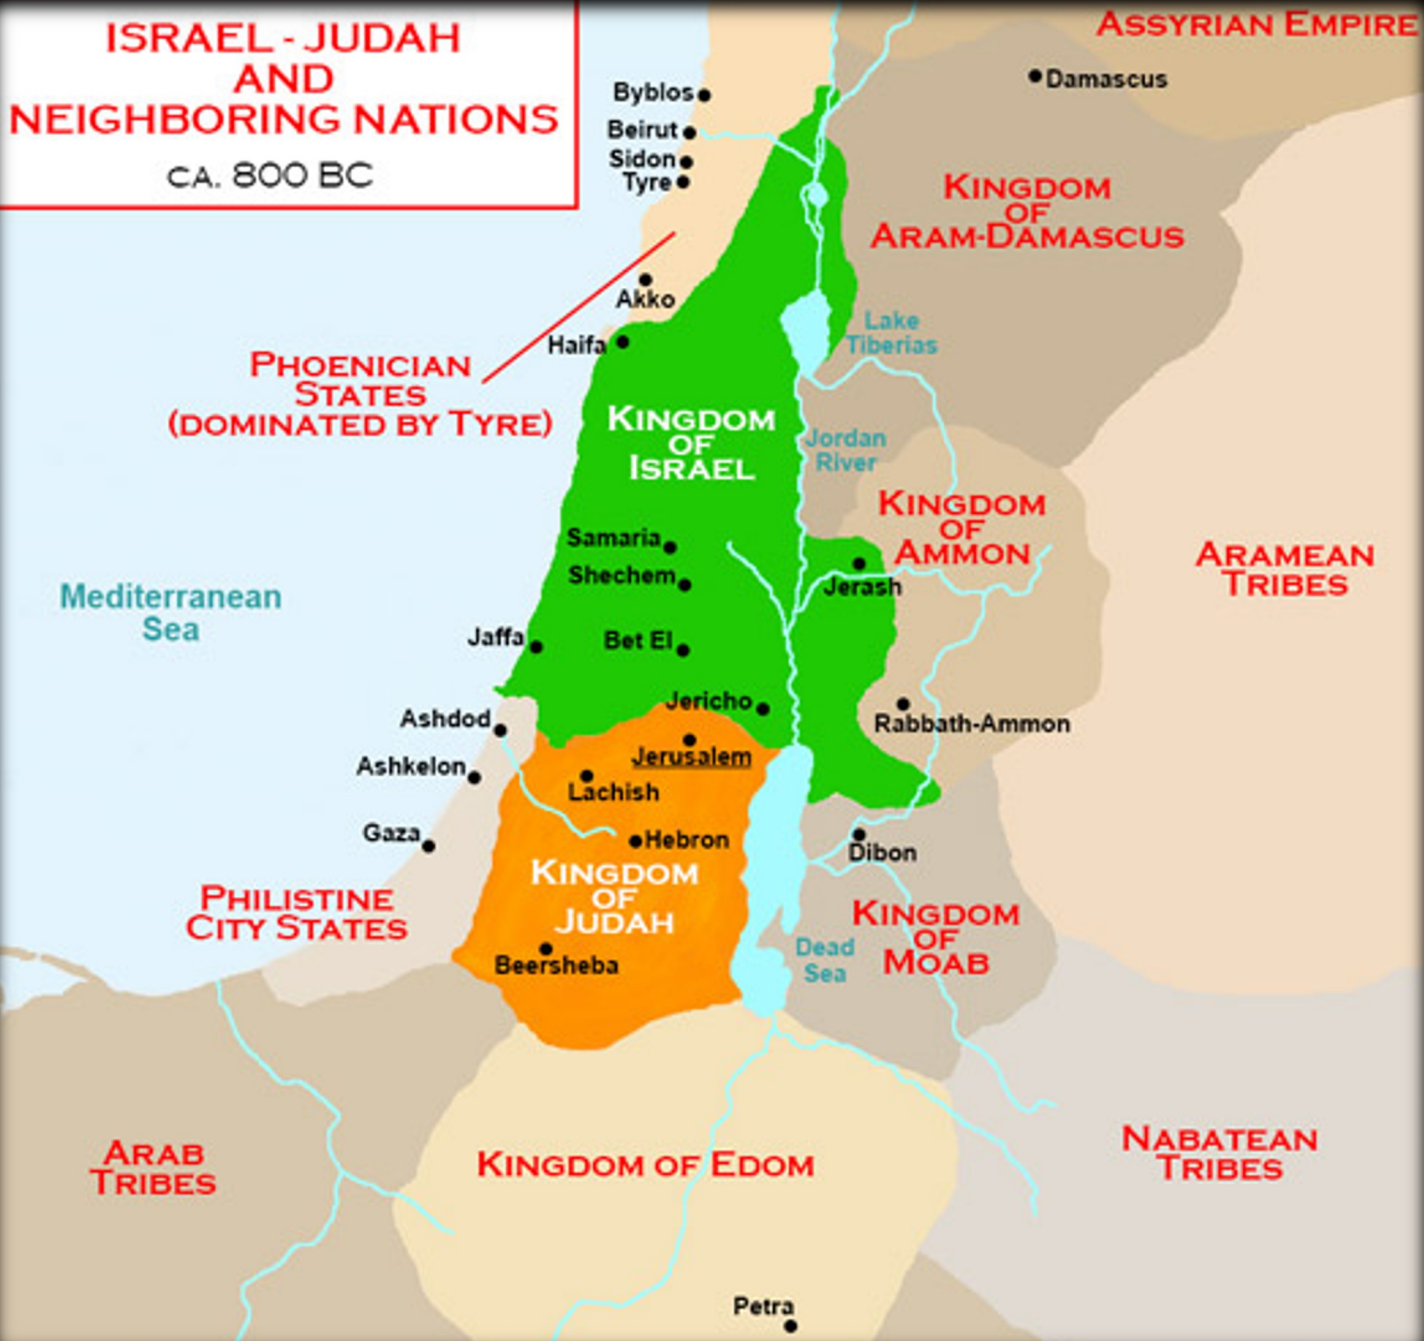 ISRAEL - JUDAH
AND
NEIGHBORING NATIONS
CA. 800 BC
ASSYRIAN EMPIRE
Damascus
Byblos
Beirut
Sidon
Tyre
KINGDOM
OF
ARAM-DAMASCUS
Akko
Haifa
Lake
Tiberias
PHOENICIAN
STATES
(DOMINATED BY TYRE)
KINGDOM
OF
ISRAEL
Jordan
River
KINGDOM
OF
AMMON
ARAMEAN
TRIBES
Samaria
Shechem
Jerash
Mediterranean
Sea
Jaffa
Bet El
Jericho
Rabbath-Ammon
Ashdod
Jerusalem
Ashkelon
Lachish
Gaza
Hebron
Dibon
KINGDOM
OF
JUDAH
PHILISTINE
CITY STATES
KINGDOM
OF
MOAB
Dead
Sea
Beersheba
ARAB
TRIBES
KINGDOM OF EDOM
NABATEAN
TRIBES
Petra